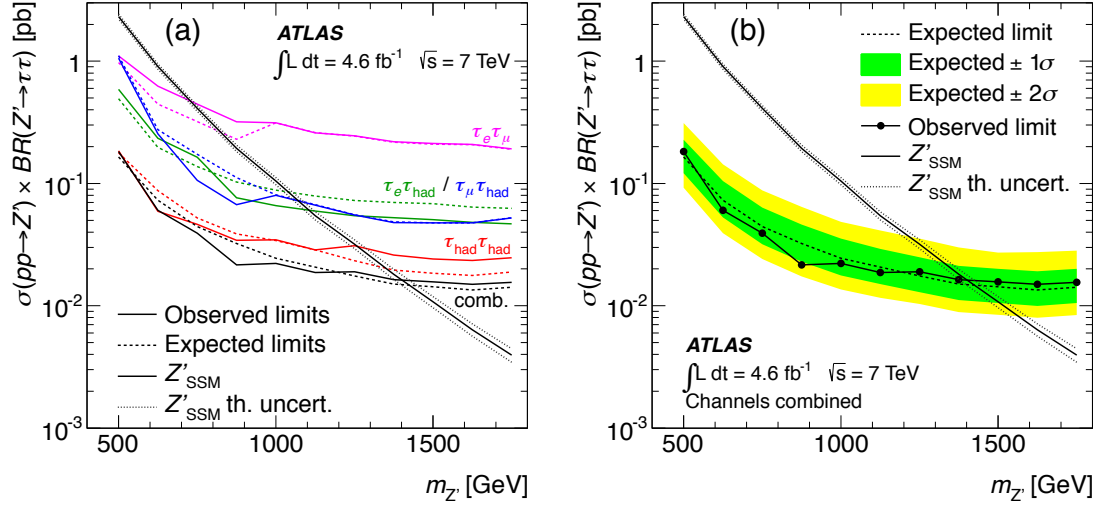 σ(pp→Z') × BR(Z'→ττ) [pb]
(a)
ATLAS
∫L dt = 4.6 fb⁻¹ √s = 7 TeV
τeτμ
τeτhad / τμτhad
τhadτhad
comb.
Observed limits
Expected limits
Z'SSM
Z'SSM th. uncert.
1
10⁻¹
10⁻²
10⁻³
500 1000 1500
mZ' [GeV]
σ(pp→Z') × BR(Z'→ττ) [pb]
(b)
Expected limit
Expected ± 1σ
Expected ± 2σ
Observed limit
Z'SSM
Z'SSM th. uncert.
ATLAS
∫L dt = 4.6 fb⁻¹ √s = 7 TeV
Channels combined
1
10⁻¹
10⁻²
10⁻³
500 1000 1500
mZ' [GeV]